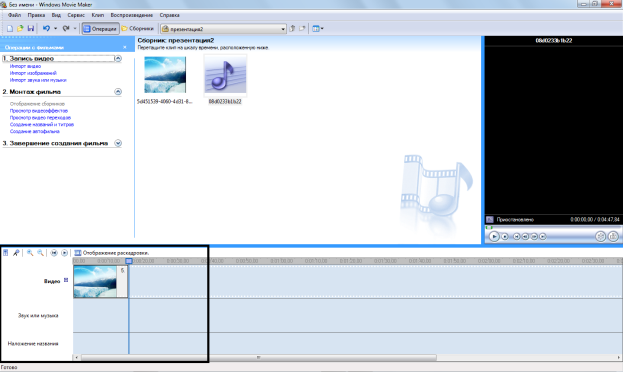 Без имени - Windows Movie Maker
Файл Правка Вид Сервис Клип Воспроизведение Справка
Операции Сборники презентация2
Операции с фильмами
Сборник: презентация2
Перетащите клип на шкалу времени, расположенную ниже.
08d0233b1b22
1. Запись видео
Импорт видео
Импорт изображений
Импорт звука или музыки
2. Монтаж фильма
Отображение сборников
Просмотр видеоэффектов
Просмотр видео переходов
Создание названий и титров
Создание автофильма
3. Завершение создания фильма
5d451539-4060-4d31-8...
08d0233b1b22
Приостановлено 0:00:00,00 / 0:04:47,84
Отображение раскадровки.
Видео
5.
Звук или музыка
Наложение названия
Готово